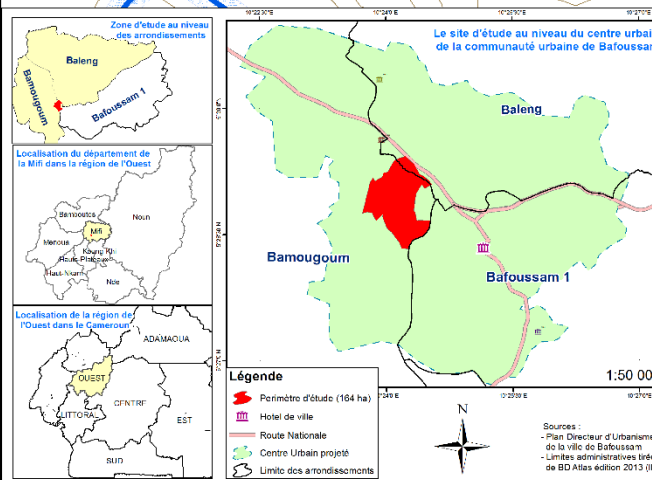 Zone d'étude au niveau
des arrondissements
Baleng
Bamougoum
Bafoussam 1
Localisation du département de
la Mifi dans la région de l'Ouest
Bamboutos
Noun
Mifi
Menoua
Koung Khi
Hauts-Plateaux
Haut-Nkam
Nde
Localisation de la région de
l'Ouest dans le Cameroun
ADAMAOUA
OUEST
LITTORAL
CENTRE
EST
SUD
Le site d'étude au niveau du centre urbai
de la communauté urbaine de Bafoussam
Baleng
Bamougoum
Bafoussam 1
1:50 00
Légende
Perimètre d'étude (164 ha)
Hotel de ville
Route Nationale
Centre Urbain projeté
Limite des arrondissements
N
Sources :
- Plan Directeur d'Urbanisme
de la ville de Bafoussam
- Limites administratives tirée
de BD Atlas édition 2013 (I